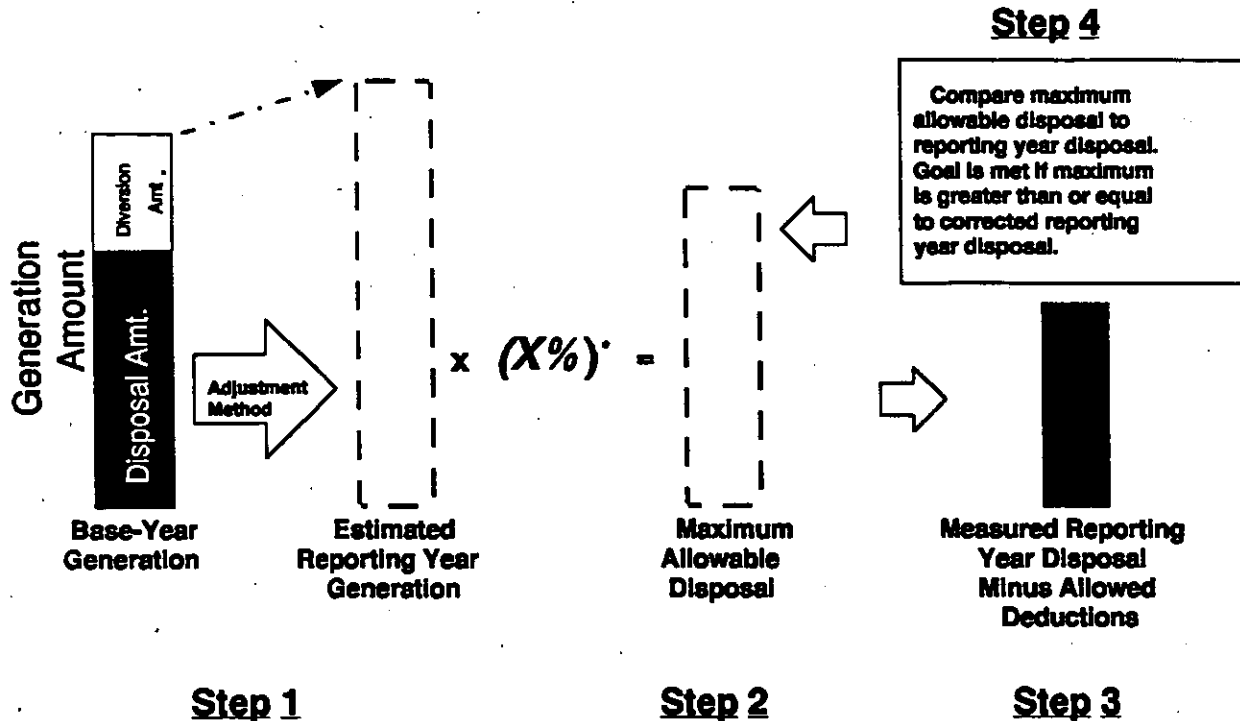 Step 4
Compare maximum
allowable disposal to
reporting year disposal.
Goal is met if maximum
is greater than or equal
to corrected reporting
year disposal.
Generation
Amount
Diversion
Amt.
Disposal Amt.
Adjustment
Method
x (X%)* =
Base-Year
Generation
Estimated
Reporting Year
Generation
Maximum
Allowable
Disposal
Measured Reporting
Year Disposal
Minus Allowed
Deductions
Step 1
Step 2
Step 3